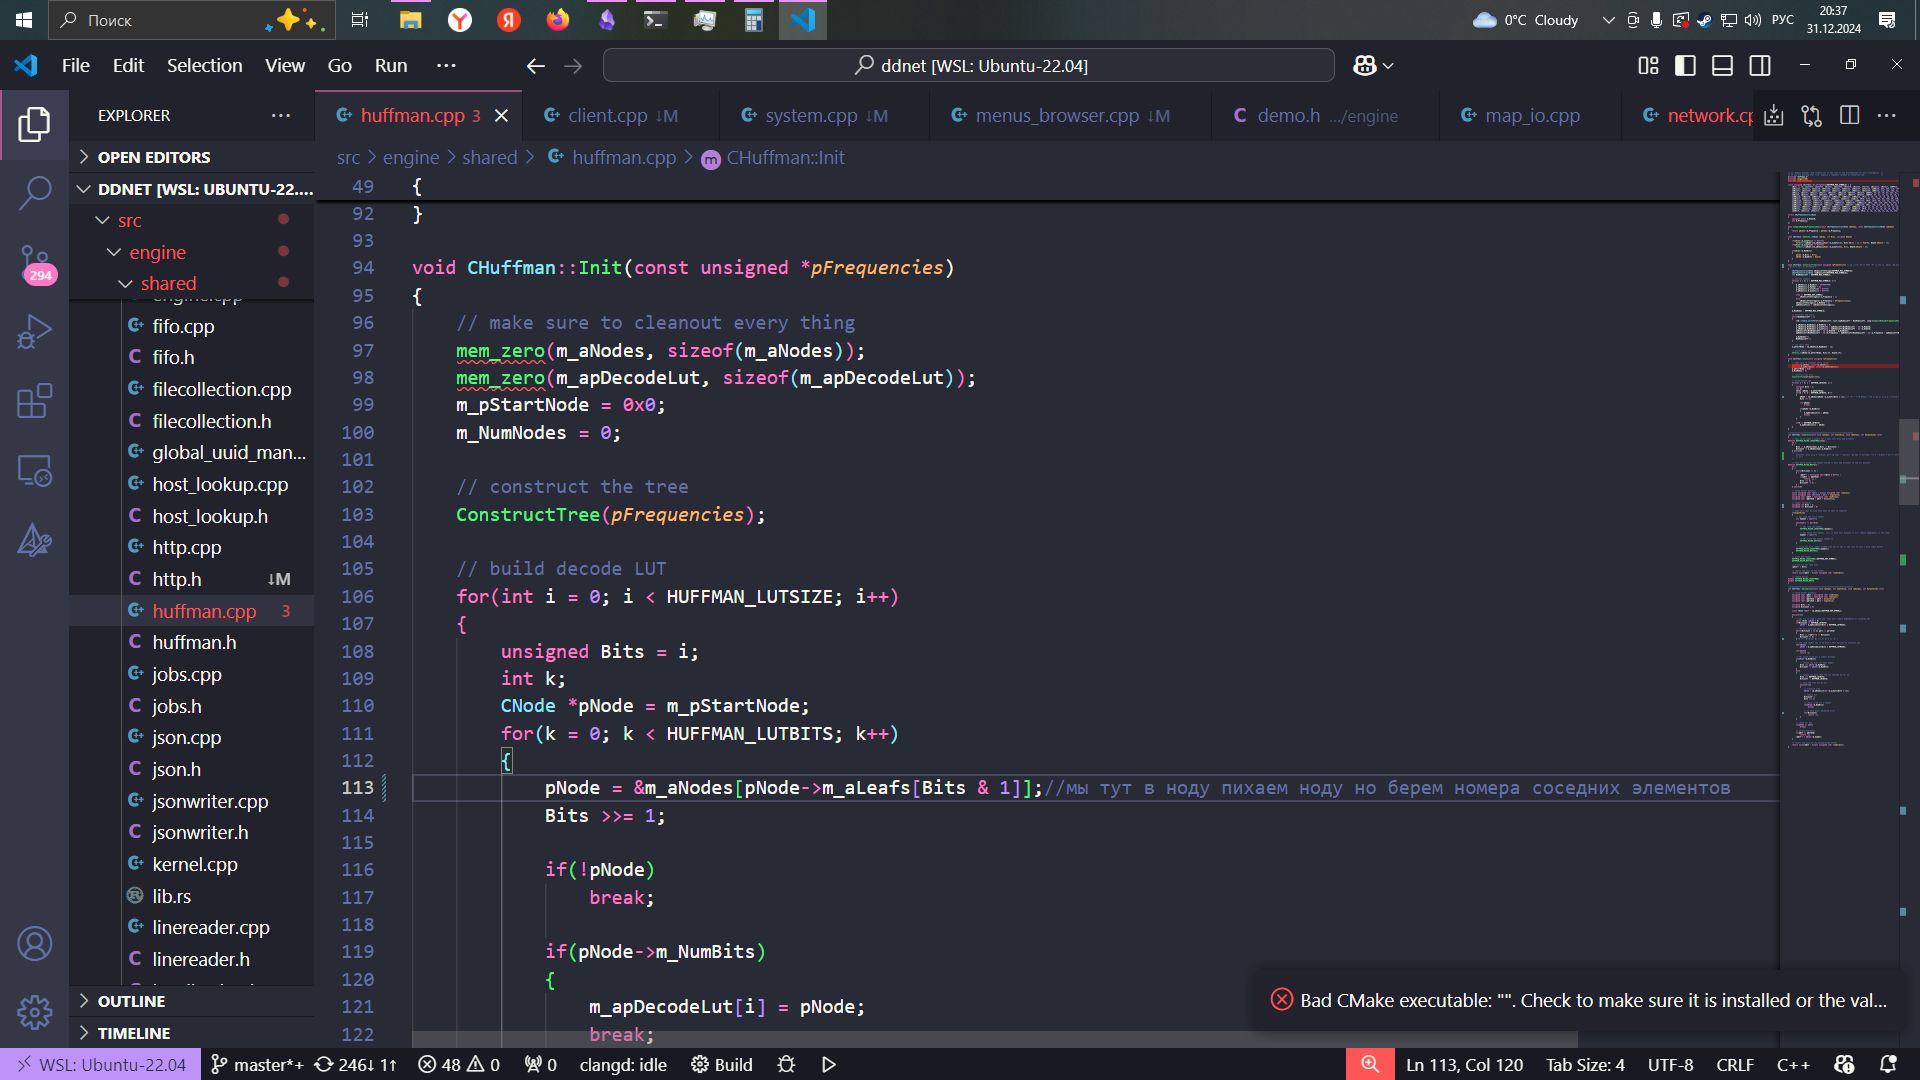 Поиск
0°C Cloudy
РУС
20:37
31.12.2024
File Edit Selection View Go Run ···
ddnet [WSL: Ubuntu-22.04]
EXPLORER ···
huffman.cpp 3
client.cpp ↓M
system.cpp ↓M
menus_browser.cpp ↓M
C demo.h .../engine
map_io.cpp
network.cp
OPEN EDITORS
DDNET [WSL: UBUNTU-22....
src
engine
shared
engine.cpp
fifo.cpp
C fifo.h
filecollection.cpp
C filecollection.h
global_uuid_man...
host_lookup.cpp
C host_lookup.h
http.cpp
C http.h ↓M
huffman.cpp 3
C huffman.h
jobs.cpp
C jobs.h
json.cpp
C json.h
jsonwriter.cpp
C jsonwriter.h
kernel.cpp
lib.rs
linereader.cpp
C linereader.h
OUTLINE
TIMELINE
294
src > engine > shared > huffman.cpp > CHuffman::Init
49 {
92 }
93
94 void CHuffman::Init(const unsigned *pFrequencies)
95 {
96 // make sure to cleanout every thing
97 mem_zero(m_aNodes, sizeof(m_aNodes));
98 mem_zero(m_apDecodeLut, sizeof(m_apDecodeLut));
99 m_pStartNode = 0x0;
100 m_NumNodes = 0;
101
102 // construct the tree
103 ConstructTree(pFrequencies);
104
105 // build decode LUT
106 for(int i = 0; i < HUFFMAN_LUTSIZE; i++)
107 {
108 unsigned Bits = i;
109 int k;
110 CNode *pNode = m_pStartNode;
111 for(k = 0; k < HUFFMAN_LUTBITS; k++)
112 {
113 pNode = &m_aNodes[pNode->m_aLeafs[Bits & 1]];//мы тут в ноду пихаем ноду но берем номера соседних элементов
114 Bits >>= 1;
115
116 if(!pNode)
117 break;
118
119 if(pNode->m_NumBits)
120 {
121 m_apDecodeLut[i] = pNode;
122 break;
Bad CMake executable: "". Check to make sure it is installed or the val...
WSL: Ubuntu-22.04 master*+ 246↓ 1↑ 48 0 0 clangd: idle Build
Ln 113, Col 120 Tab Size: 4 UTF-8 CRLF C++